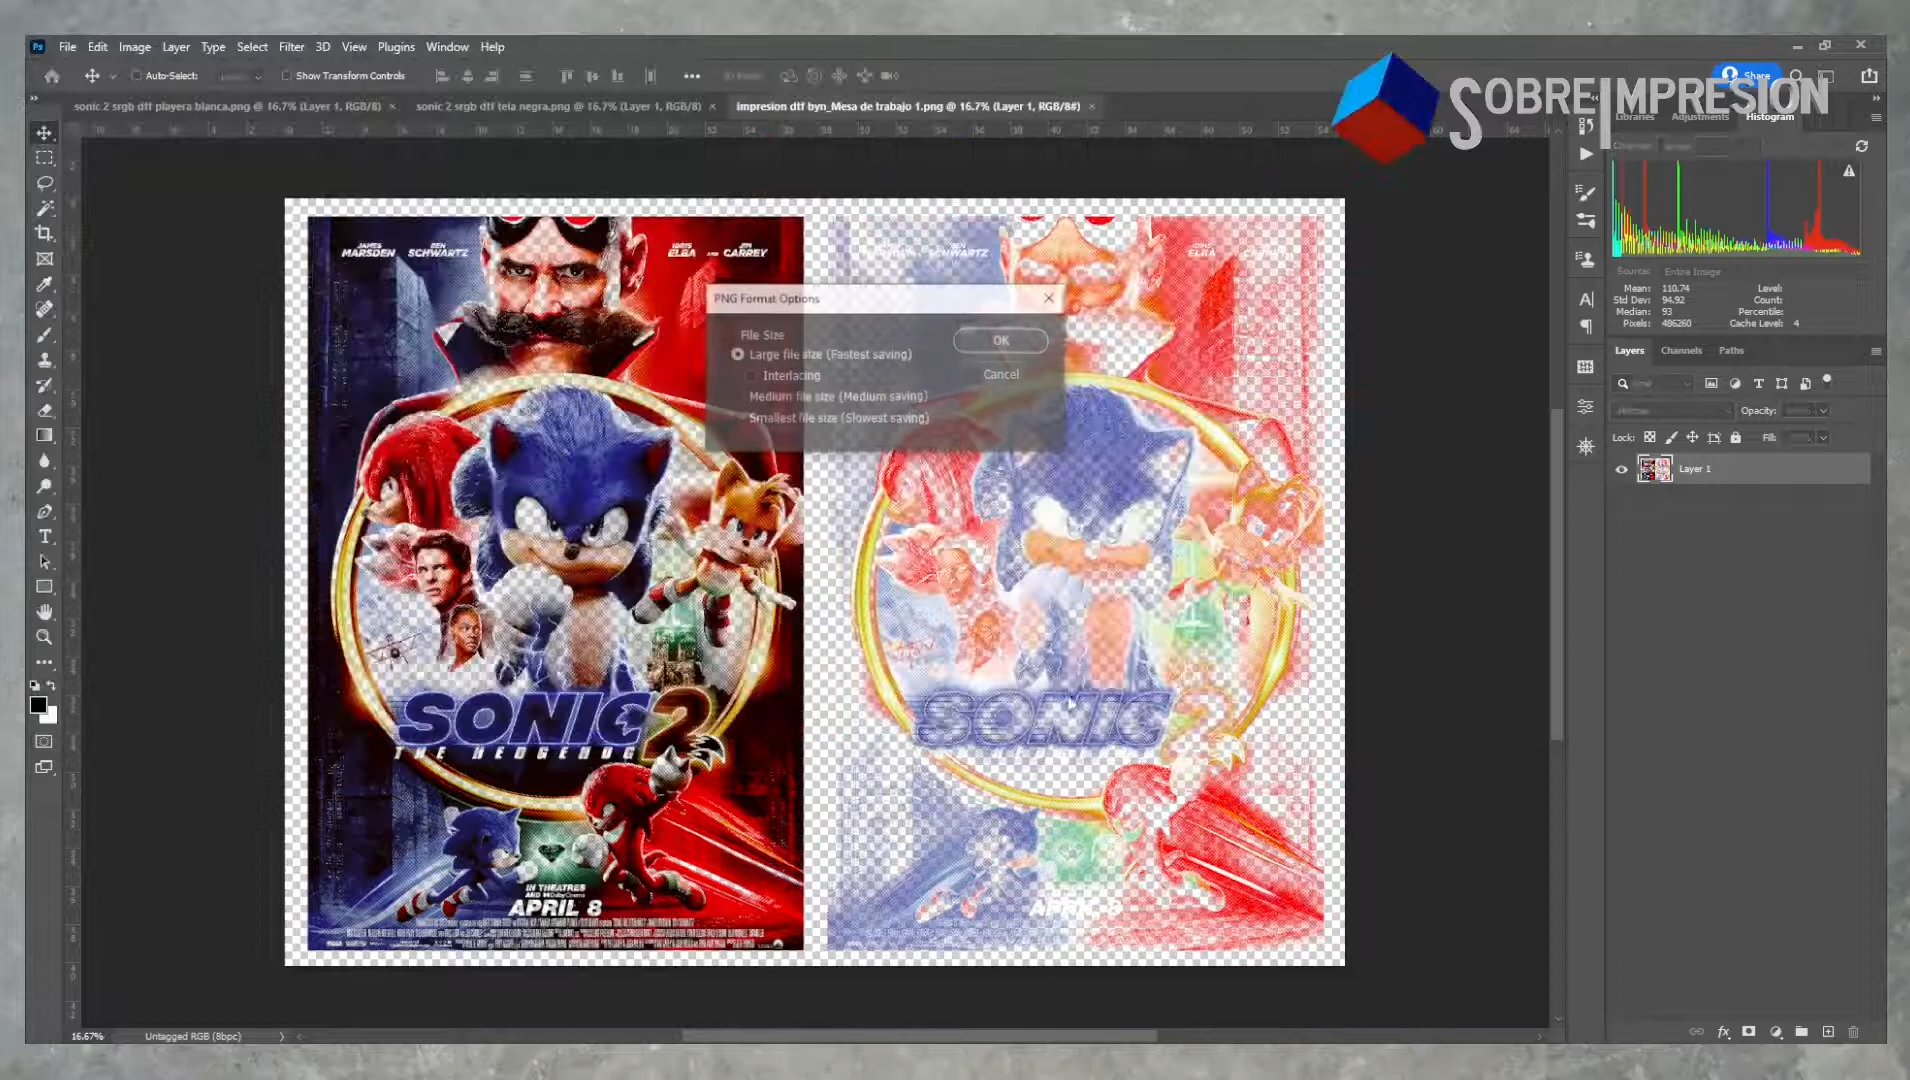 Ps File Edit Image Layer Type Select Filter 3D View Plugins Window Help
Auto-Select: Show Transform Controls
Share
SOBREIMPRESION
sonic 2 srgb dtf playera blanca.png @ 16.7% (Layer 1, RGB/8)
sonic 2 srgb dtf tela negra.png @ 16.7% (Layer 1, RGB/8)
impresion dtf byn_Mesa de trabajo 1.png @ 16.7% (Layer 1, RGB/8#)
Libraries Adjustments Histogram
Source: Entire Image
Mean: 110.74 Level:
Std Dev: 94.92 Count:
Median: 93 Percentile:
Pixels: 486260 Cache Level: 4
Layers Channels Paths
Opacity:
Lock: Fill:
Layer 1
PNG Format Options
File Size
Large file size (Fastest saving)
Interlacing
Medium file size (Medium saving)
Smallest file size (Slowest saving)
OK
Cancel
JAMES MARSDEN
BEN SCHWARTZ
IDRIS ELBA
AND JIM CARREY
SONIC 2
THE HEDGEHOG
IN THEATRES
AND
APRIL 8
SCHWARTZ
ELBA
SONIC
APRIL 8
16.67% Untagged RGB (8bpc)